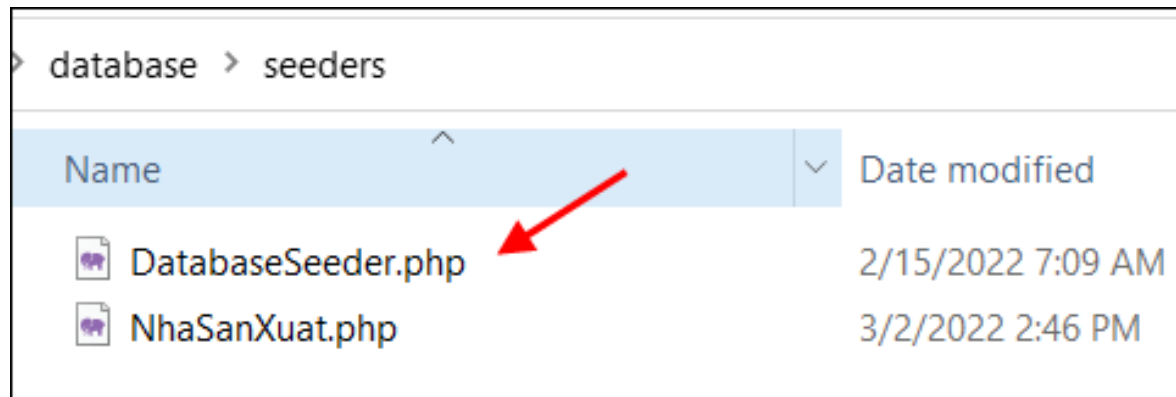 database > seeders
Name Date modified
DatabaseSeeder.php 2/15/2022 7:09 AM
NhaSanXuat.php 3/2/2022 2:46 PM